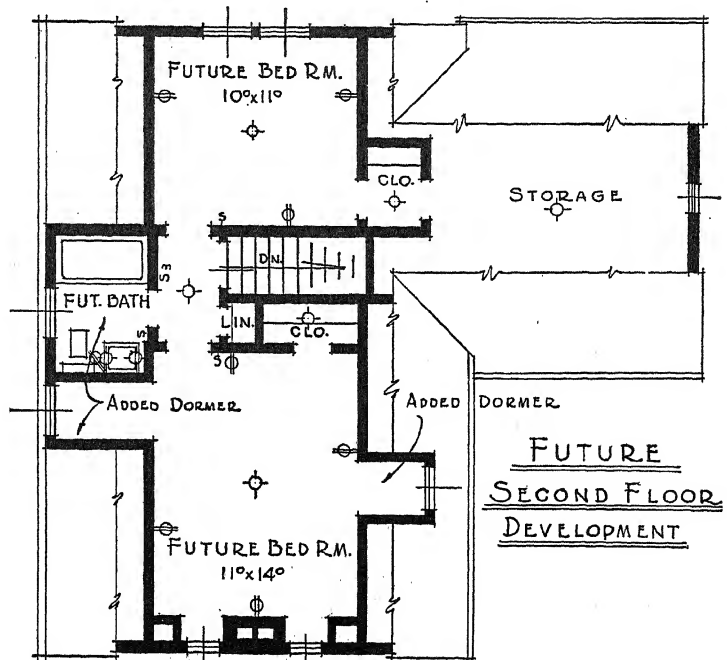 FUTURE BED RM.
10⁰x11⁰
CLO.
STORAGE
S
DN.
S3
FUT. BATH
S
LIN.
CLO.
S
ADDED DORMER
ADDED DORMER
FUTURE
SECOND FLOOR
DEVELOPMENT
FUTURE BED RM.
11⁰x14⁰